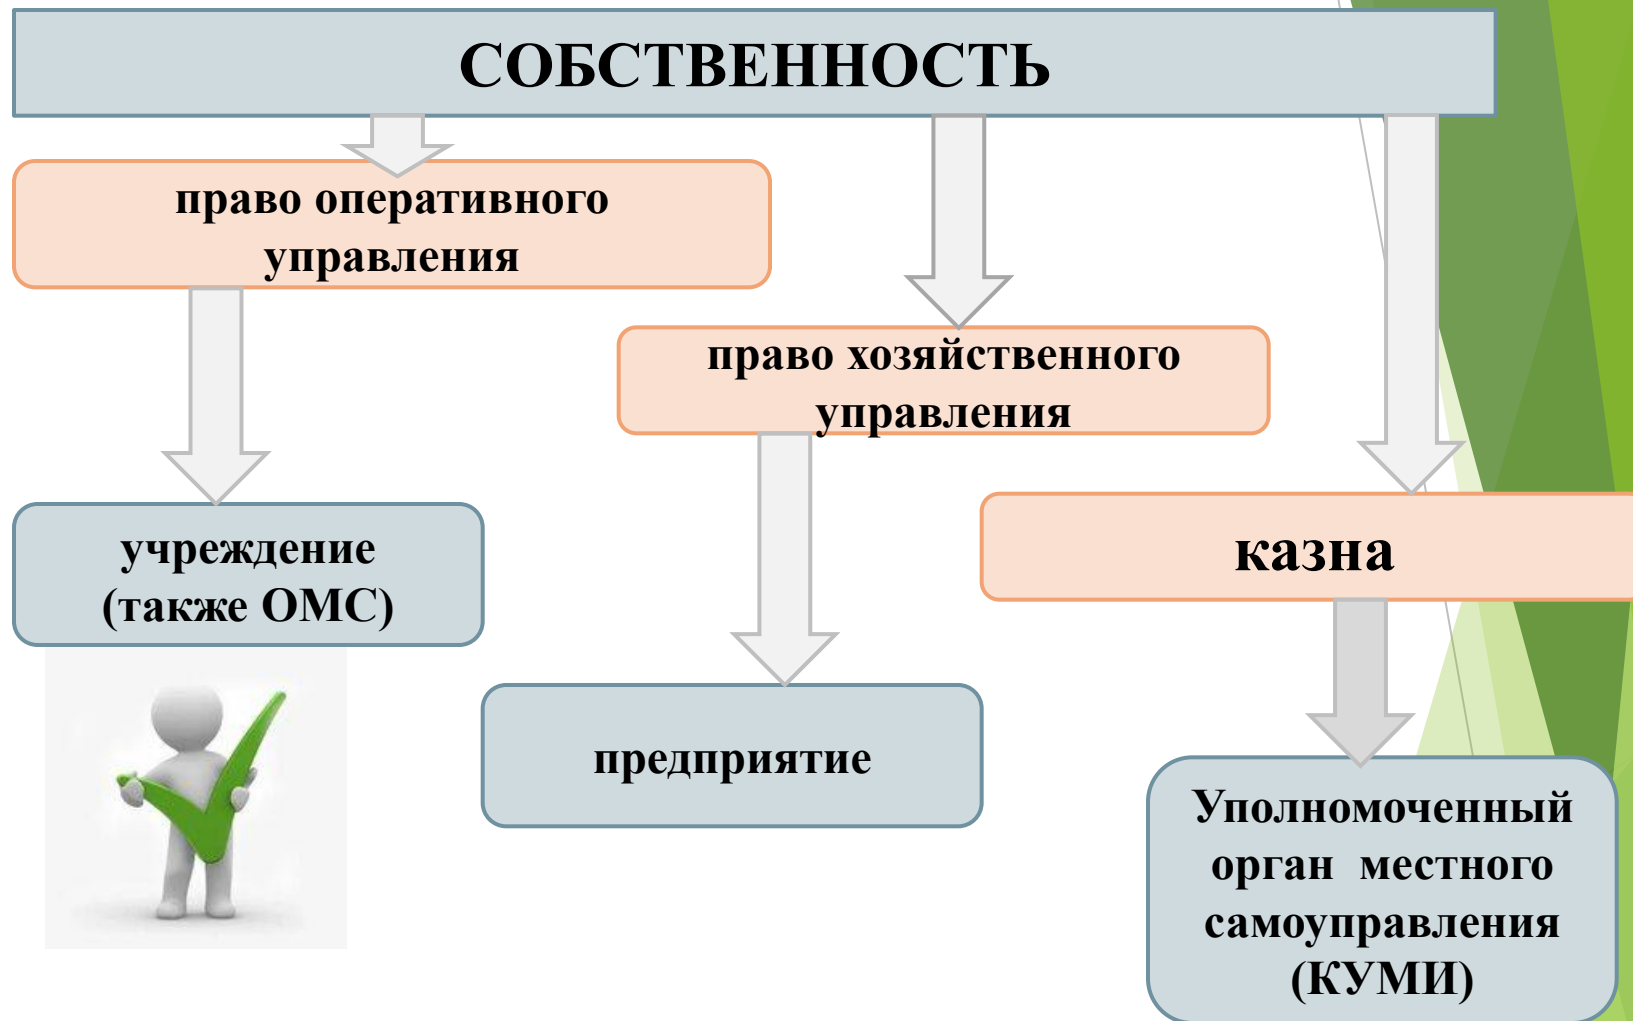 СОБСТВЕННОСТЬ
право оперативного
управления
право хозяйственного
управления
казна
учреждение
(также ОМС)
предприятие
Уполномоченный
орган местного
самоуправления
(КУМИ)